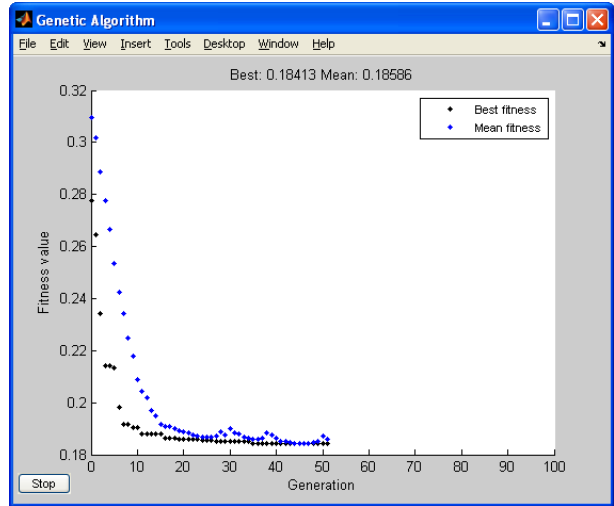 Genetic Algorithm
File Edit View Insert Tools Desktop Window Help
Best: 0.18413 Mean: 0.18586
0.32
0.3
0.28
0.26
0.24
0.22
0.2
0.18
Fitness value
Best fitness
Mean fitness
0 10 20 30 40 50 60 70 80 90 100
Generation
Stop